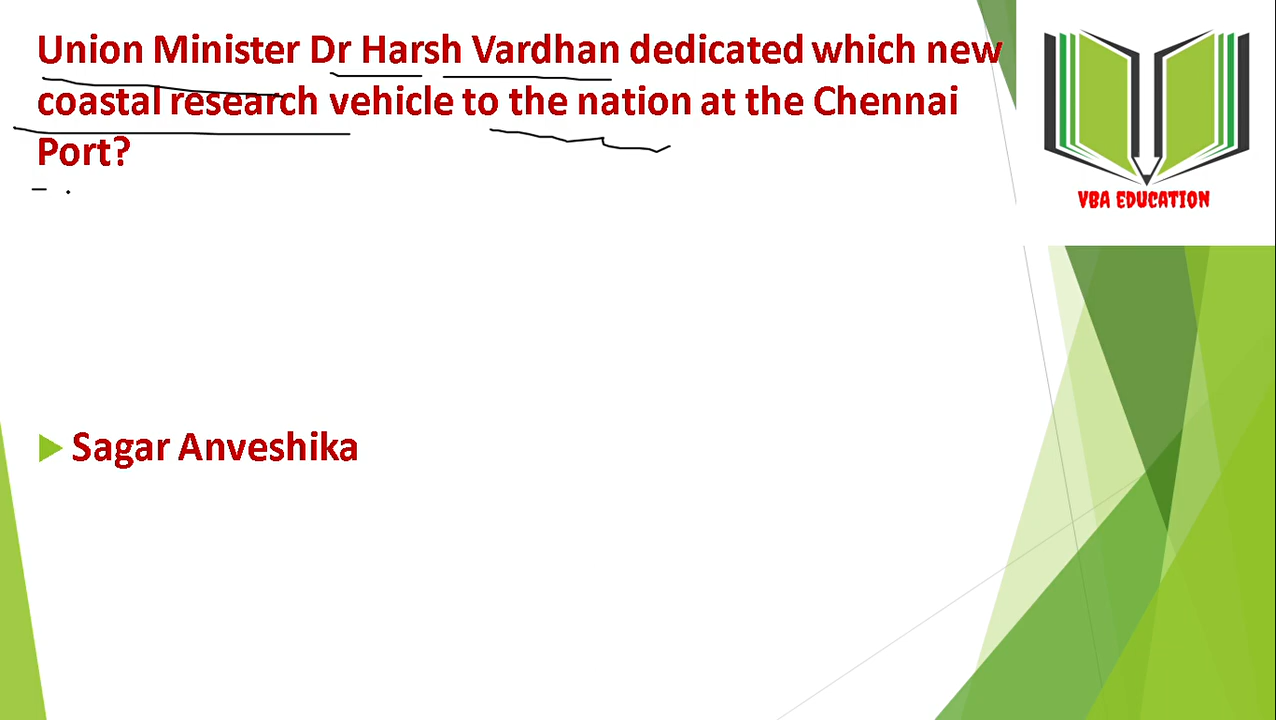 Union Minister Dr Harsh Vardhan dedicated which new
coastal research vehicle to the nation at the Chennai
Port?
VBA EDUCATION
Sagar Anveshika